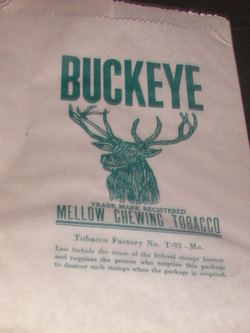 BUCKEYE
TRADE MARK REGISTERED
MELLOW CHEWING TOBACCO
Tobacco Factory No. T-93 - Mo.
Law forbids the reuse of the federal stamps hereon
and requires the person who empties this package
to destroy such stamps when the package is emptied.